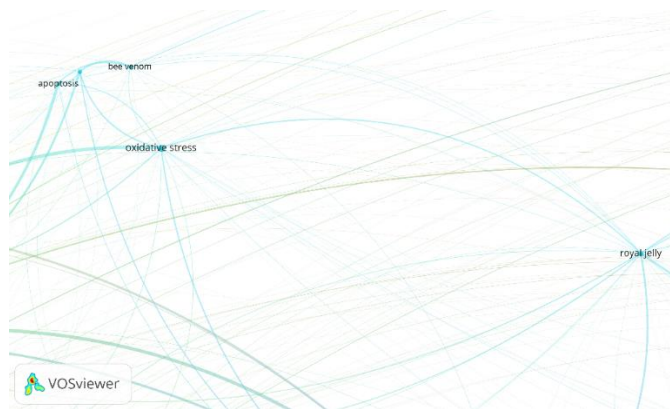 bee venom
apoptosis
oxidative stress
royal jelly
VOSviewer